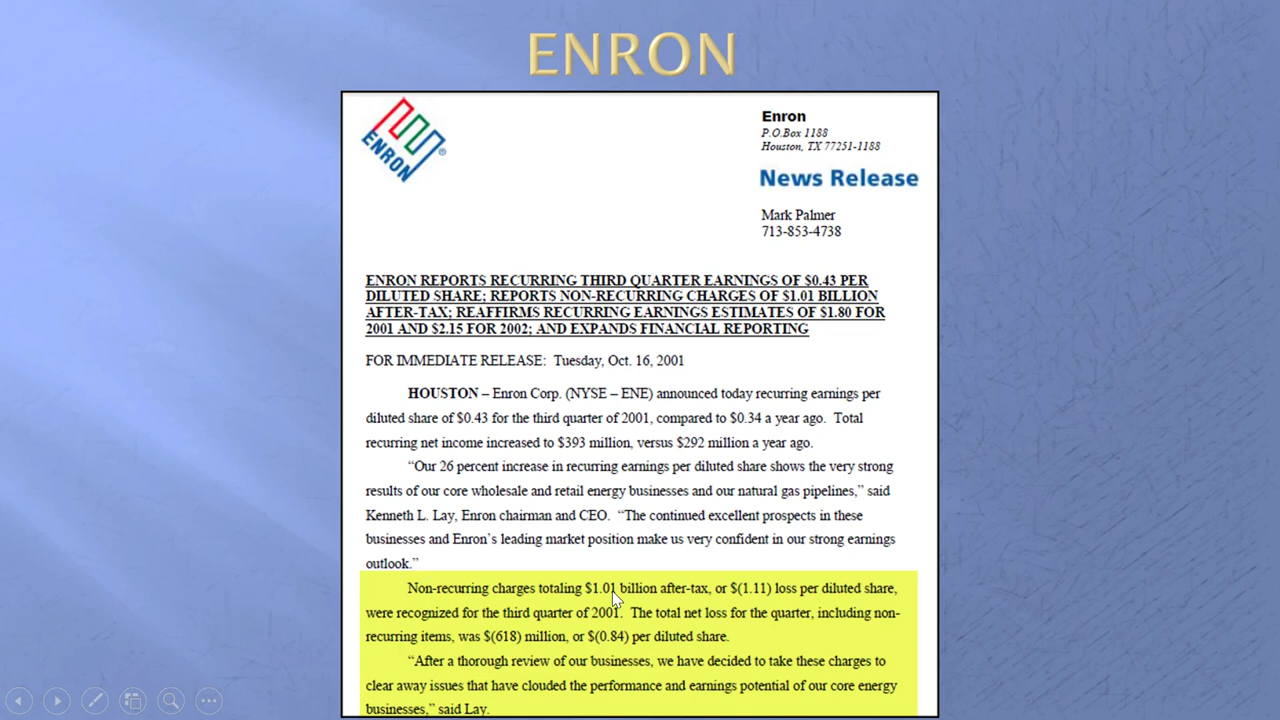 ENRON
ENRON®
Enron
P.O.Box 1188
Houston, TX 77251-1188
News Release
Mark Palmer
713-853-4738
ENRON REPORTS RECURRING THIRD QUARTER EARNINGS OF $0.43 PER
DILUTED SHARE; REPORTS NON-RECURRING CHARGES OF $1.01 BILLION
AFTER-TAX; REAFFIRMS RECURRING EARNINGS ESTIMATES OF $1.80 FOR
2001 AND $2.15 FOR 2002; AND EXPANDS FINANCIAL REPORTING
FOR IMMEDIATE RELEASE: Tuesday, Oct. 16, 2001
HOUSTON – Enron Corp. (NYSE – ENE) announced today recurring earnings per
diluted share of $0.43 for the third quarter of 2001, compared to $0.34 a year ago. Total
recurring net income increased to $393 million, versus $292 million a year ago.
“Our 26 percent increase in recurring earnings per diluted share shows the very strong
results of our core wholesale and retail energy businesses and our natural gas pipelines,” said
Kenneth L. Lay, Enron chairman and CEO. “The continued excellent prospects in these
businesses and Enron’s leading market position make us very confident in our strong earnings
outlook.”
Non-recurring charges totaling $1.01 billion after-tax, or $(1.11) loss per diluted share,
were recognized for the third quarter of 2001. The total net loss for the quarter, including non-
recurring items, was $(618) million, or $(0.84) per diluted share.
“After a thorough review of our businesses, we have decided to take these charges to
clear away issues that have clouded the performance and earnings potential of our core energy
businesses,” said Lay.